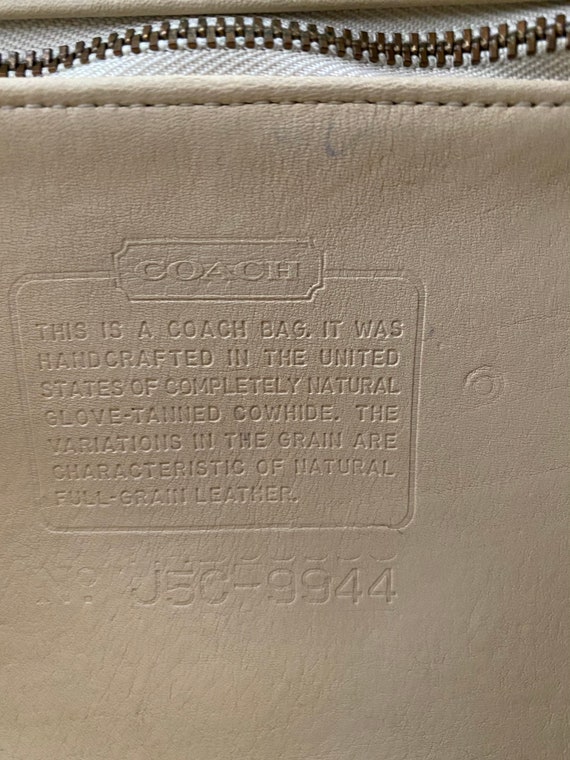 COACH
THIS IS A COACH BAG. IT WAS
HANDCRAFTED IN THE UNITED
STATES OF COMPLETELY NATURAL
GLOVE-TANNED COWHIDE. THE
VARIATIONS IN THE GRAIN ARE
CHARACTERISTIC OF NATURAL
FULL-GRAIN LEATHER.
Nº J5C-9944